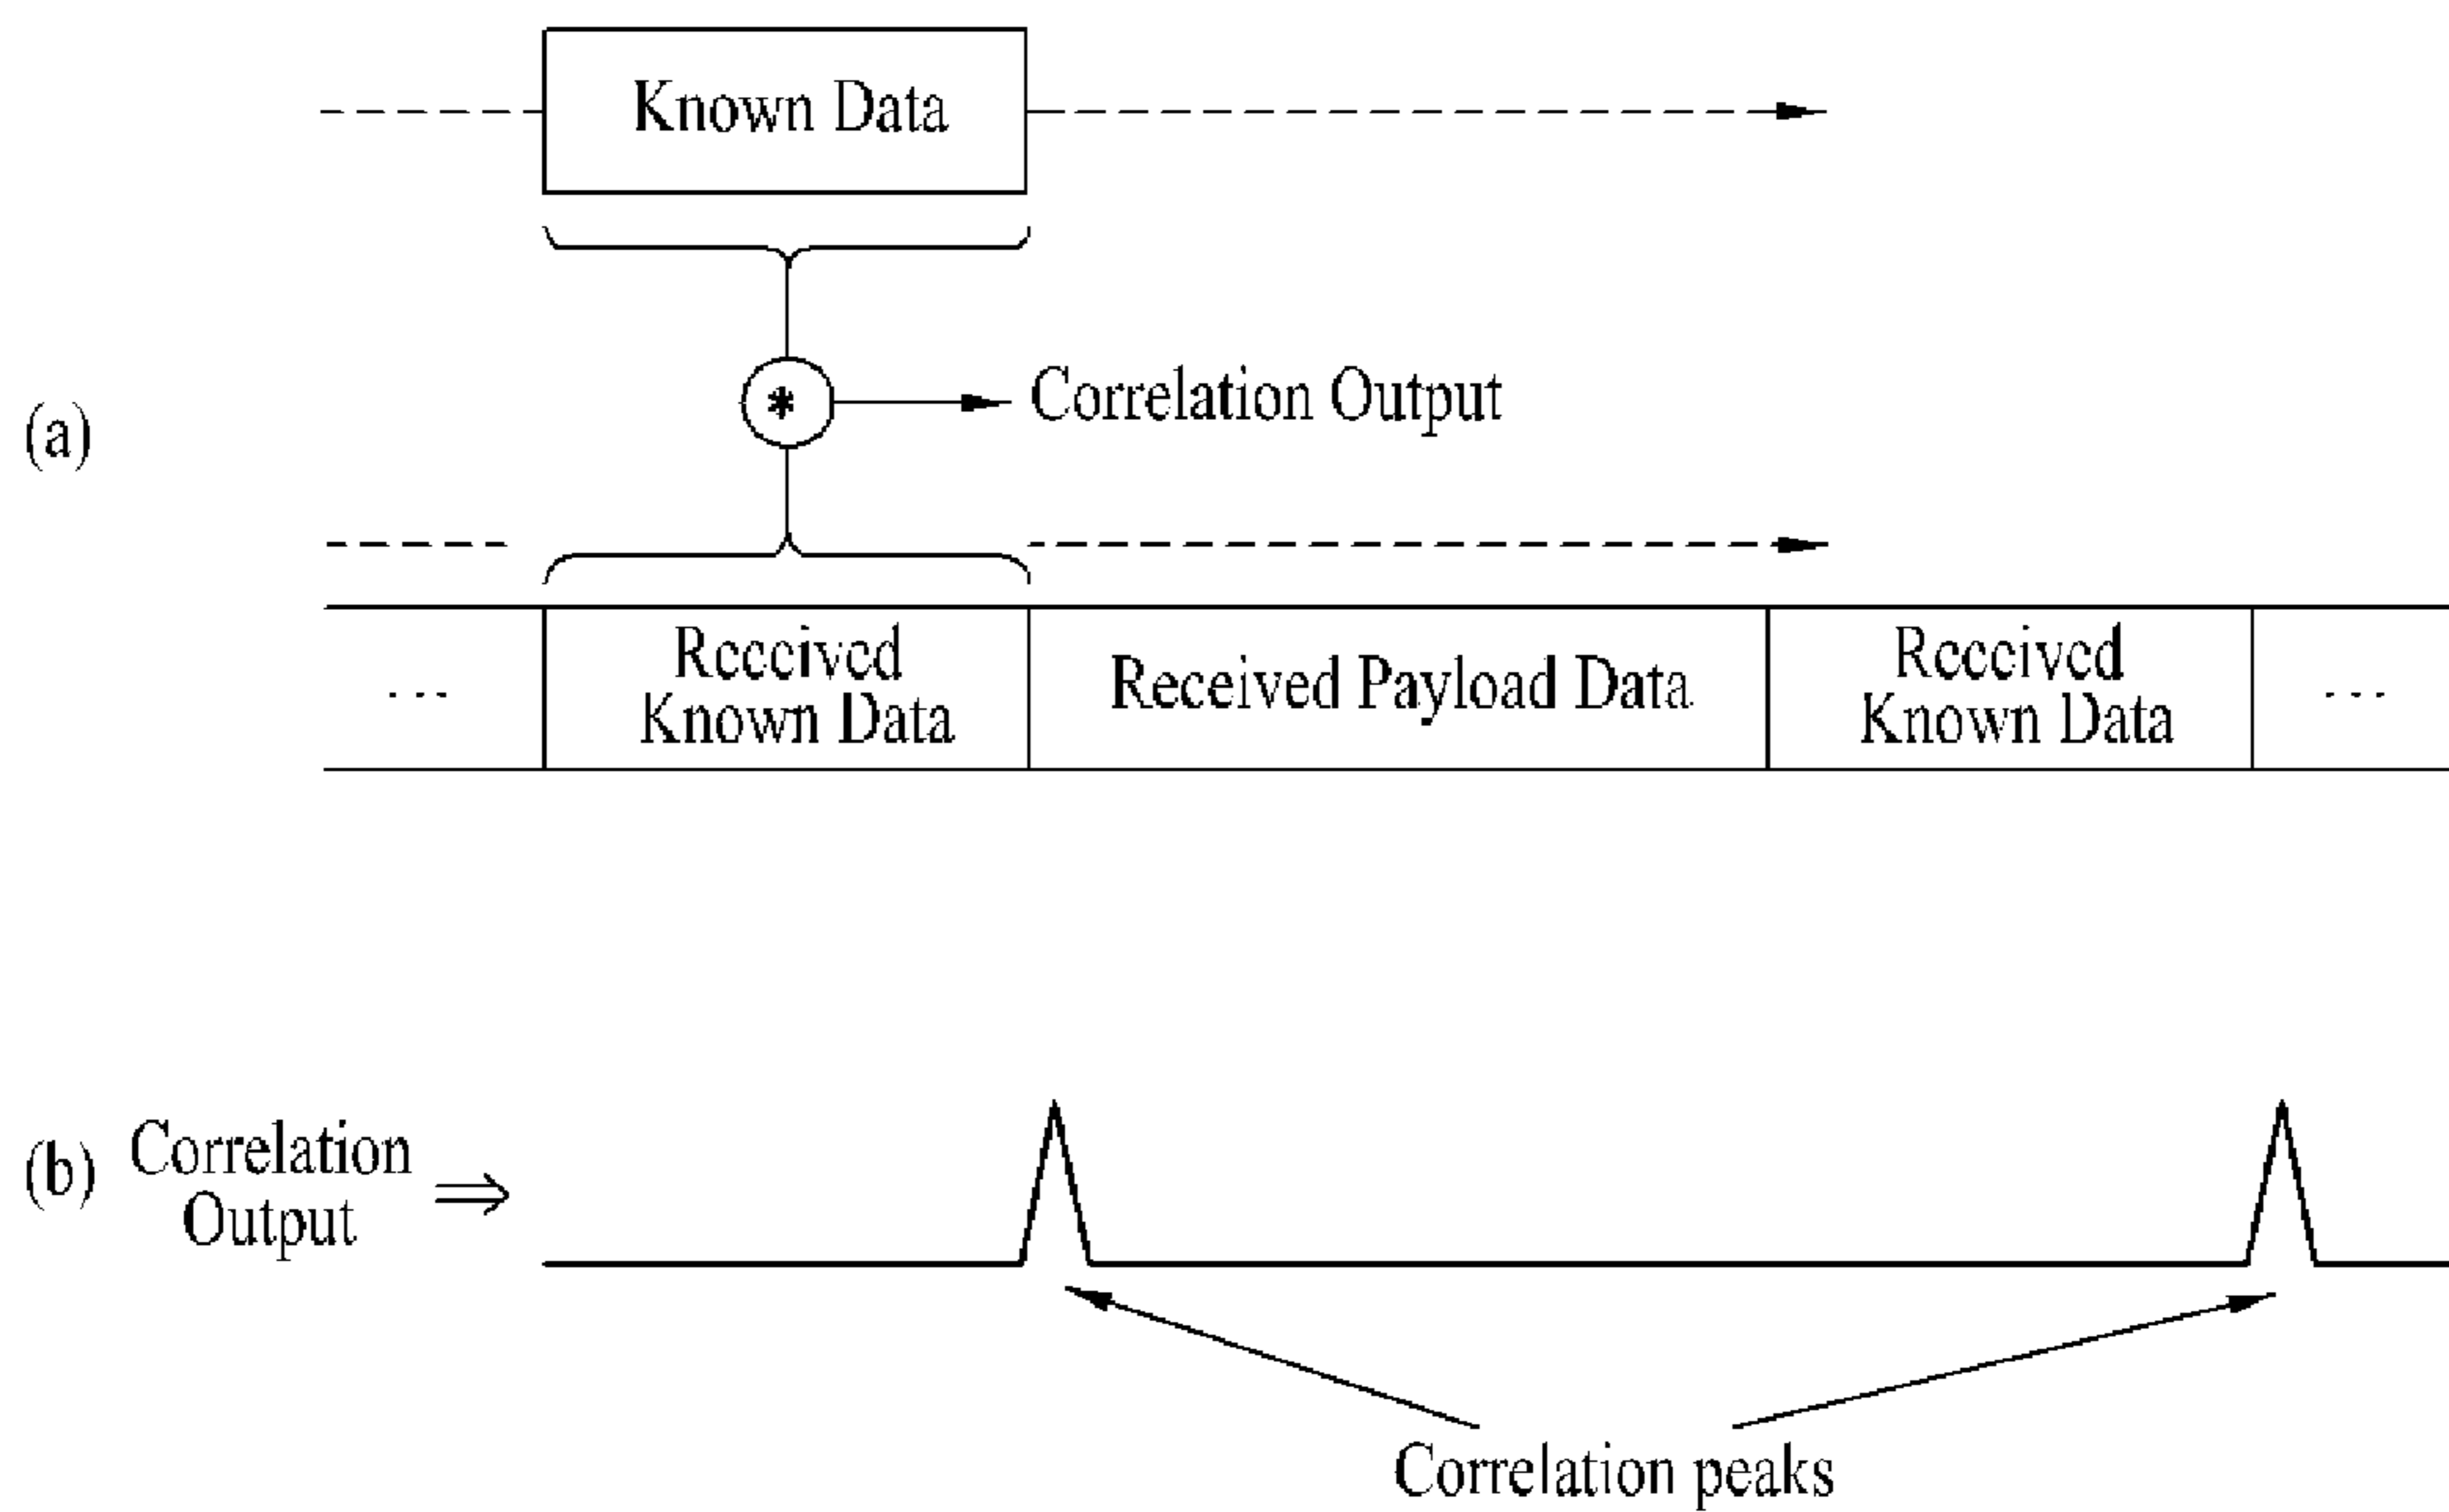 Known Data
*
Correlation Output
(a)
...
Received
Known Data
Received Payload Data
Received
Known Data
...
(b)
Correlation
Output
⇒
Correlation peaks